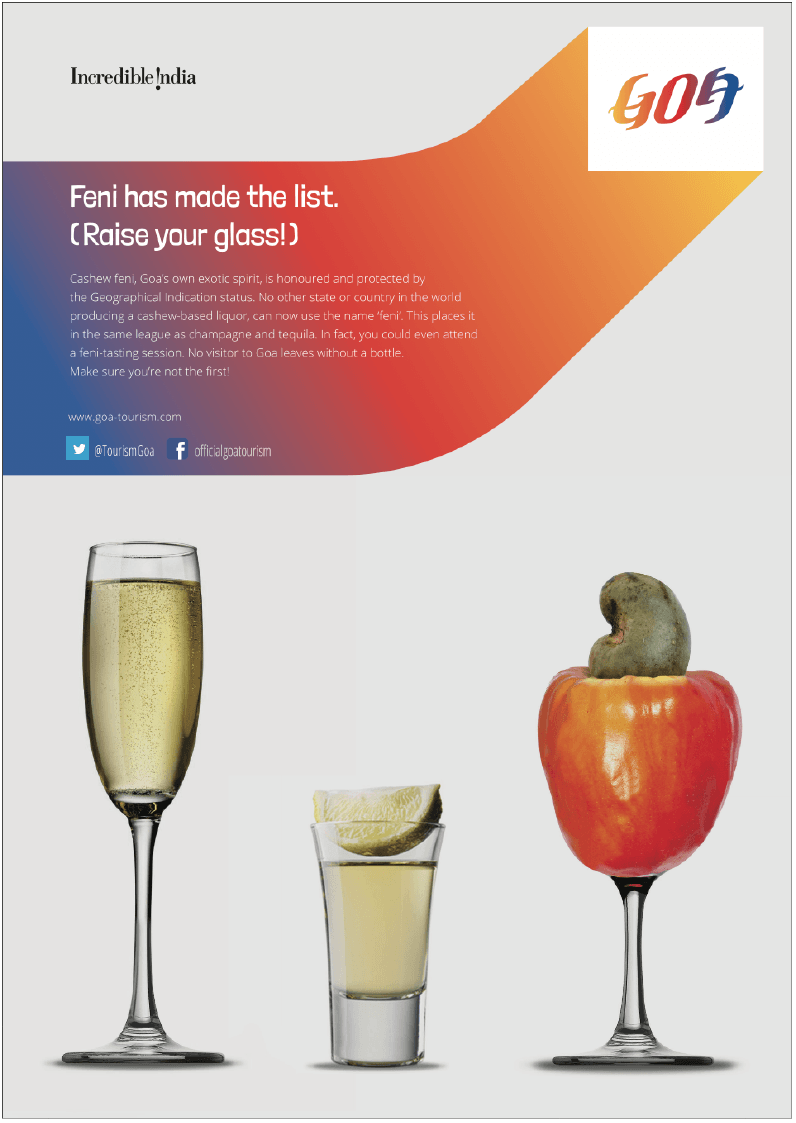 Incredible !ndia
GOA
Feni has made the list.
(Raise your glass!)
Cashew feni, Goa's own exotic spirit, is honoured and protected by
the Geographical Indication status. No other state or country in the world
producing a cashew-based liquor, can now use the name 'feni'. This places it
in the same league as champagne and tequila. In fact, you could even attend
a feni-tasting session. No visitor to Goa leaves without a bottle.
Make sure you're not the first!
www.goa-tourism.com
@TourismGoa f officialgoatourism